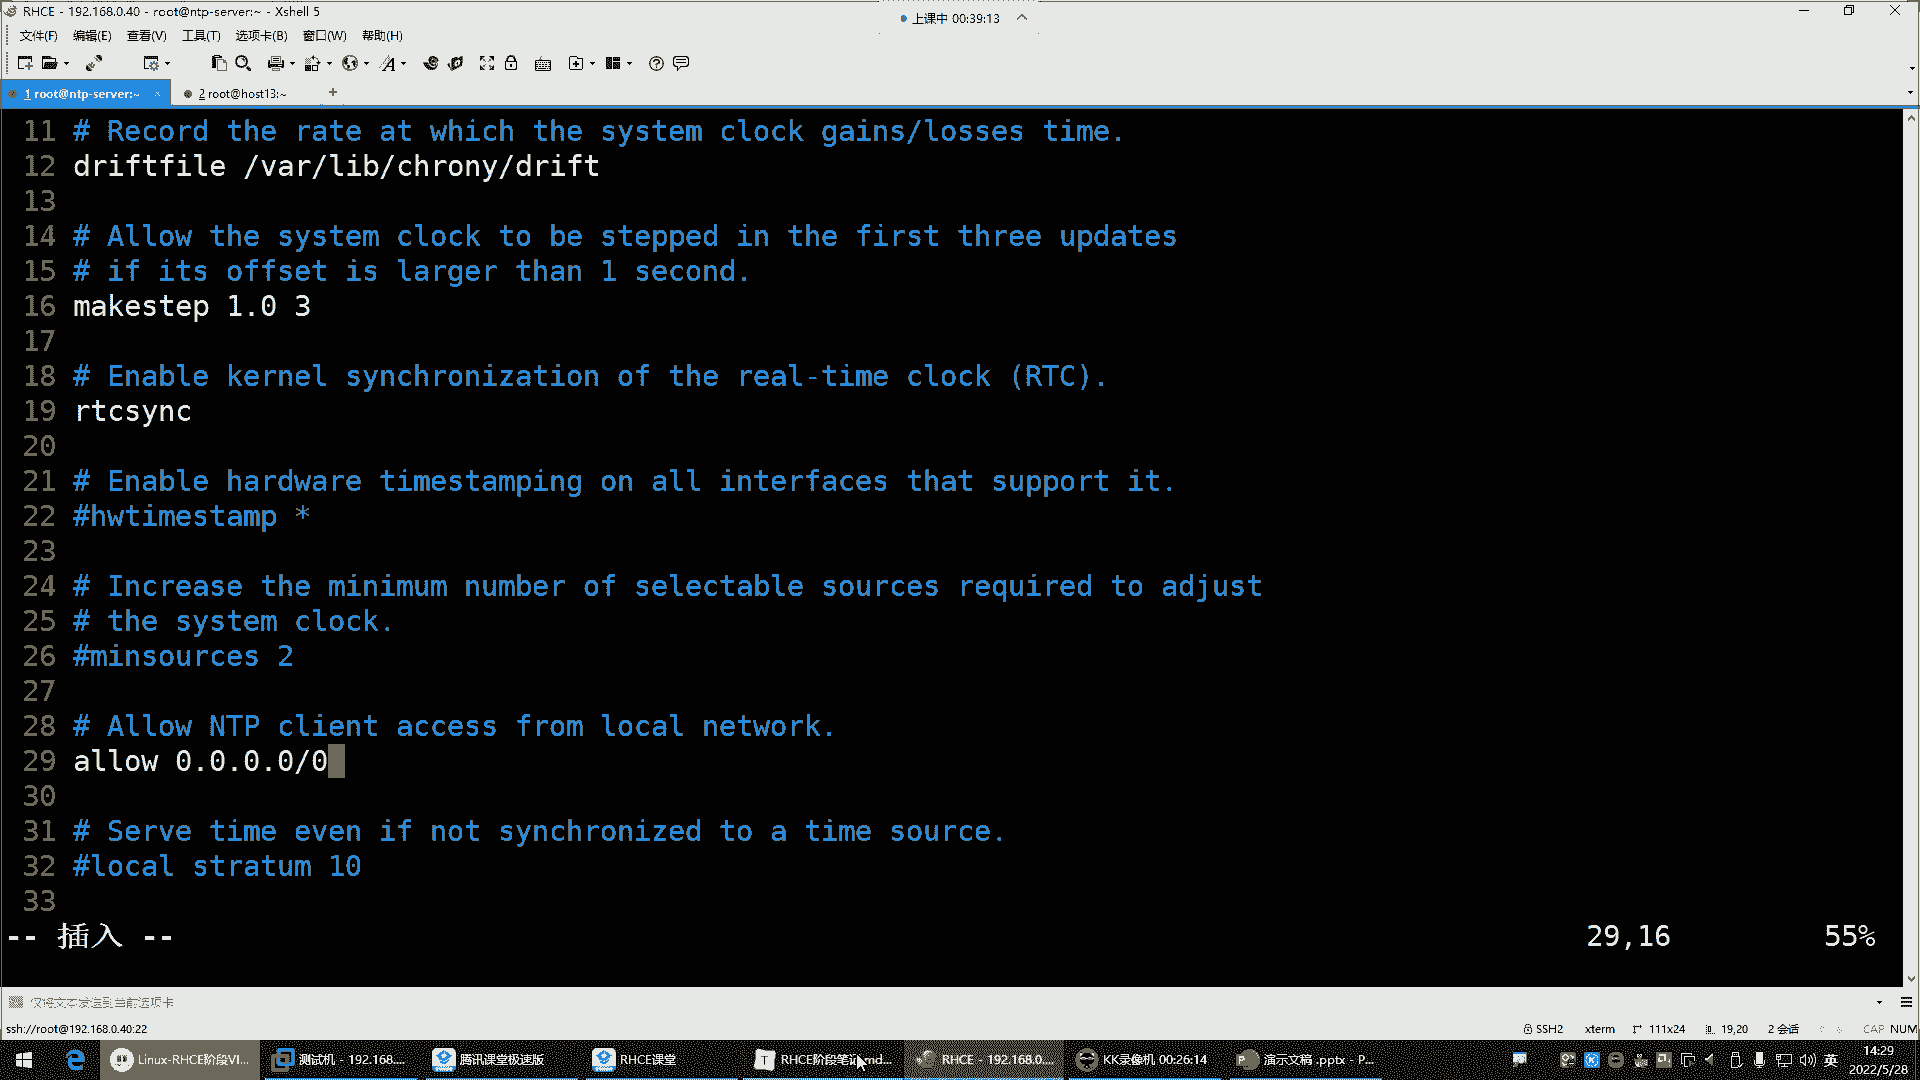 RHCE - 192.168.0.40 - root@ntp-server:~ - Xshell 5
上课中 00:39:13
文件(F) 编辑(E) 查看(V) 工具(T) 选项卡(B) 窗口(W) 帮助(H)
1 root@ntp-server:~ 2 root@host13:~
11 # Record the rate at which the system clock gains/losses time.
12 driftfile /var/lib/chrony/drift
13
14 # Allow the system clock to be stepped in the first three updates
15 # if its offset is larger than 1 second.
16 makestep 1.0 3
17
18 # Enable kernel synchronization of the real-time clock (RTC).
19 rtcsync
20
21 # Enable hardware timestamping on all interfaces that support it.
22 #hwtimestamp *
23
24 # Increase the minimum number of selectable sources required to adjust
25 # the system clock.
26 #minsources 2
27
28 # Allow NTP client access from local network.
29 allow 0.0.0.0/0
30
31 # Serve time even if not synchronized to a time source.
32 #local stratum 10
33
-- 插入 -- 29,16 55%
仅将文本发送到当前选项卡
ssh://root@192.168.0.40:22 SSH2 xterm 111x24 19,20 2 会话 CAP NUM
Linux-RHCE阶段VI... 测试机 - 192.168.... 腾讯课堂极速版 RHCE课堂 RHCE阶段笔记.md... RHCE - 192.168.0.... KK录像机 00:26:14 演示文稿 .pptx - P... 英 14:29
2022/5/28